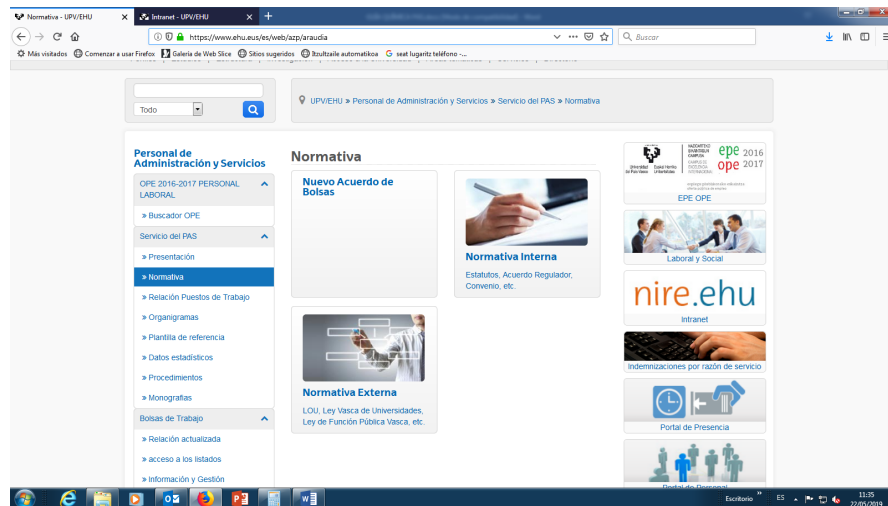 Normativa - UPV/EHU
Intranet - UPV/EHU
https://www.ehu.eus/es/web/azp/araudia
Buscar
Más visitados
Comenzar a usar Firefox
Galería de Web Slice
Sitios sugeridos
Itzultzaile automatikoa
seat lugaritz teléfono -...
Todo
UPV/EHU » Personal de Administración y Servicios » Servicio del PAS » Normativa
Personal de
Administración y Servicios
OPE 2016-2017 PERSONAL
LABORAL
» Buscador OPE
Servicio del PAS
» Presentación
» Normativa
» Relación Puestos de Trabajo
» Organigramas
» Plantilla de referencia
» Datos estadísticos
» Procedimientos
» Monografias
Bolsas de Trabajo
» Relación actualizada
» acceso a los listados
» Información y Gestión
Normativa
Nuevo Acuerdo de
Bolsas
Normativa Interna
Estatutos, Acuerdo Regulador,
Convenio, etc.
Normativa Externa
LOU, Ley Vasca de Universidades,
Ley de Función Pública Vasca, etc.
epe 2016
ope 2017
EPE OPE
Laboral y Social
nire.ehu
Intranet
Indemnizaciones por razón de servicio
Portal de Presencia
Portal de Personal
Escritorio
ES
11:35
22/05/2019